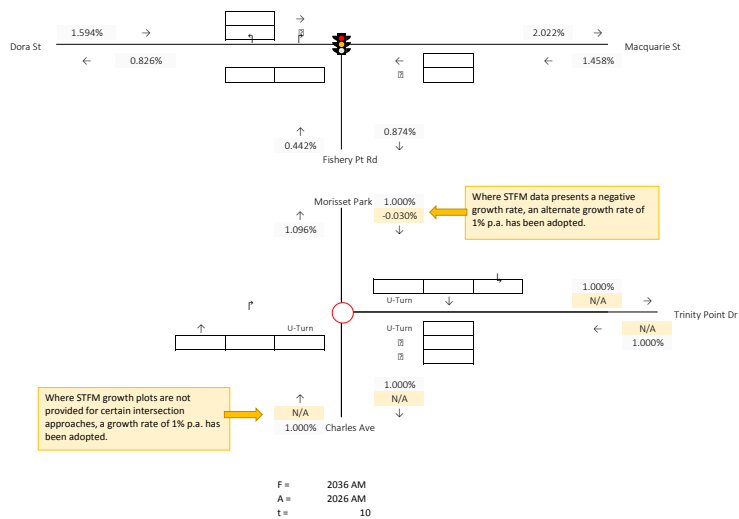 1.594% → → 2.022% →
Dora St Macquarie St
← 0.826% ← ← 1.458%
↑ 0.874%
0.442% ↓
Fishery Pt Rd
Morisset Park 1.000%
↑ -0.030%
1.096% ↓
Where STFM data presents a negative
growth rate, an alternate growth rate of
1% p.a. has been adopted.
1.000%
U-Turn ↓ N/A →
Trinity Point Dr
↑ U-Turn U-Turn ← N/A
1.000%
1.000%
↑ N/A
N/A ↓
1.000% Charles Ave
Where STFM growth plots are not
provided for certain intersection
approaches, a growth rate of 1% p.a. has
been adopted.
F = 2036 AM
A = 2026 AM
t = 10